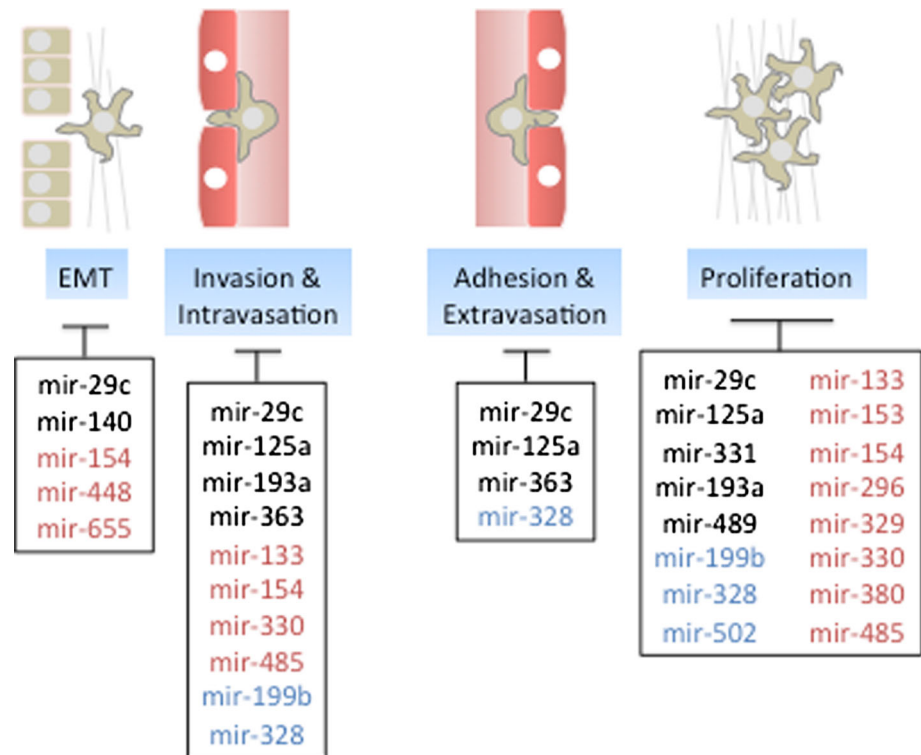 EMT
mir-29c
mir-140
mir-154
mir-448
mir-655
Invasion &
Intravasation
mir-29c
mir-125a
mir-193a
mir-363
mir-133
mir-154
mir-330
mir-485
mir-199b
mir-328
Adhesion &
Extravasation
mir-29c
mir-125a
mir-363
mir-328
Proliferation
mir-29c mir-133
mir-125a mir-153
mir-331 mir-154
mir-193a mir-296
mir-489 mir-329
mir-199b mir-330
mir-328 mir-380
mir-502 mir-485